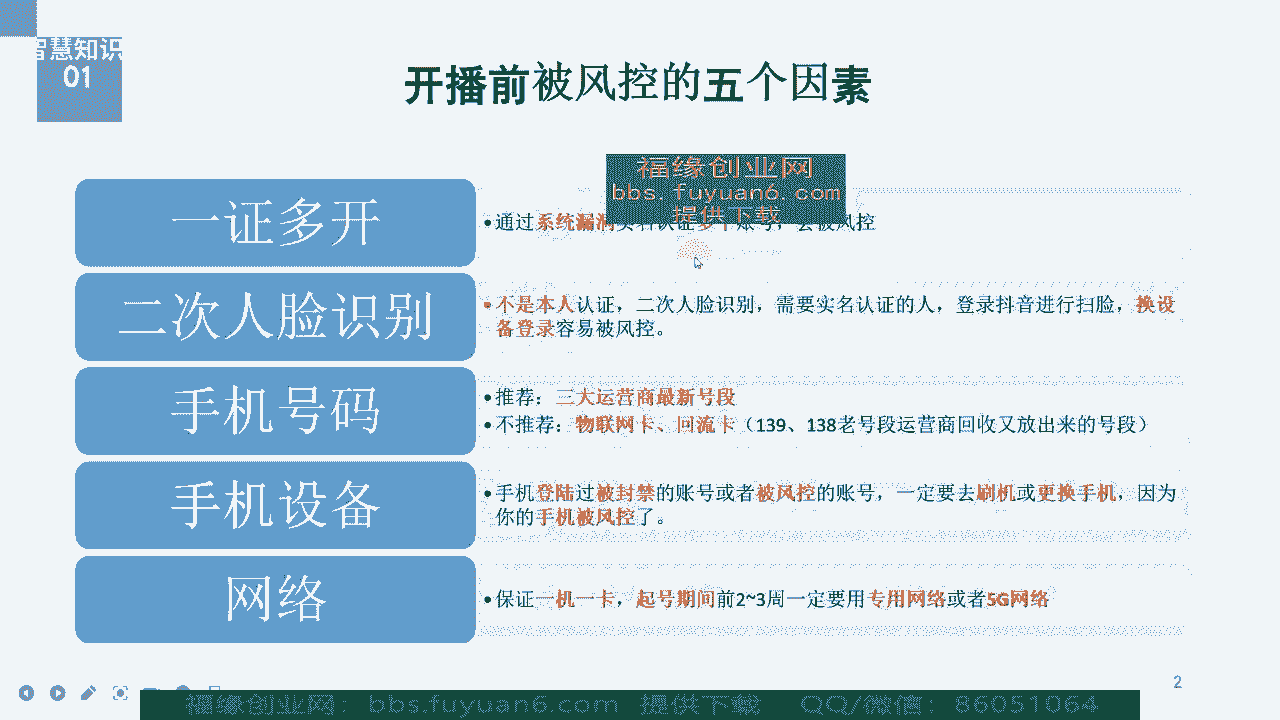 智慧知识
01
开播前被风控的五个因素
福缘创业网
bbs.fuyuan6.com
提供下载
一证多开
•通过系统漏洞实名认证多个账号，会被风控
二次人脸识别
•不是本人认证，二次人脸识别，需要实名认证的人，登录抖音进行扫脸，换设
备登录容易被风控。
手机号码
•推荐：三大运营商最新号段
•不推荐：物联网卡、回流卡（139、138老号段运营商回收又放出来的号段）
手机设备
•手机登陆过被封禁的账号或者被风控的账号，一定要去刷机或更换手机，因为
你的手机被风控了。
网络
•保证一机一卡，起号期间前2~3周一定要用专用网络或者5G网络
2
福缘创业网：bbs.fuyuan6.com 提供下载 QQ/微信：86051064